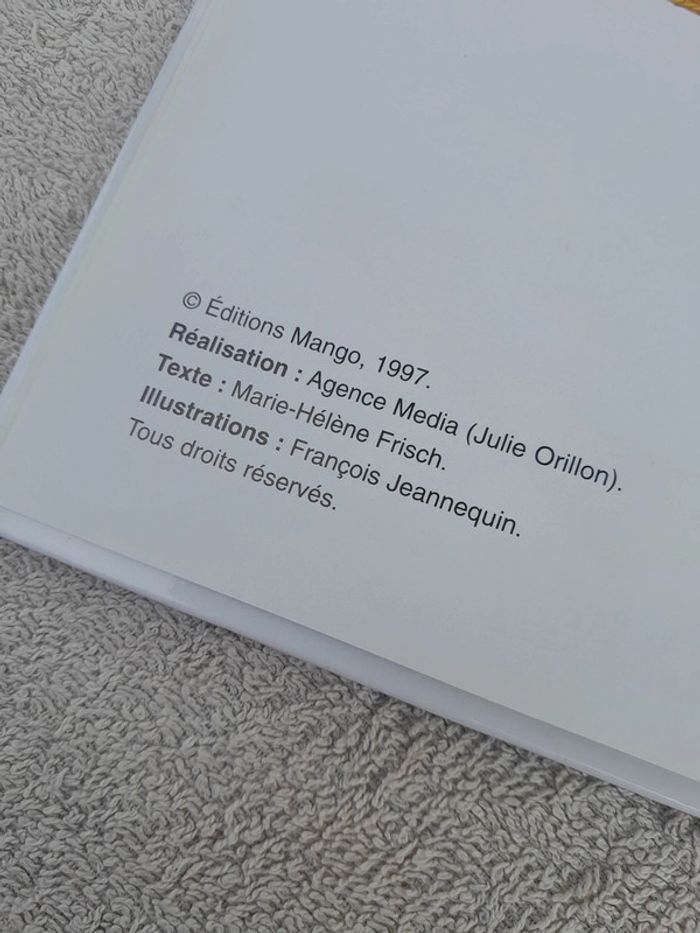 © Éditions Mango, 1997.
Réalisation : Agence Media (Julie Orillon).
Texte : Marie-Hélène Frisch.
Illustrations : François Jeannequin.
Tous droits réservés.